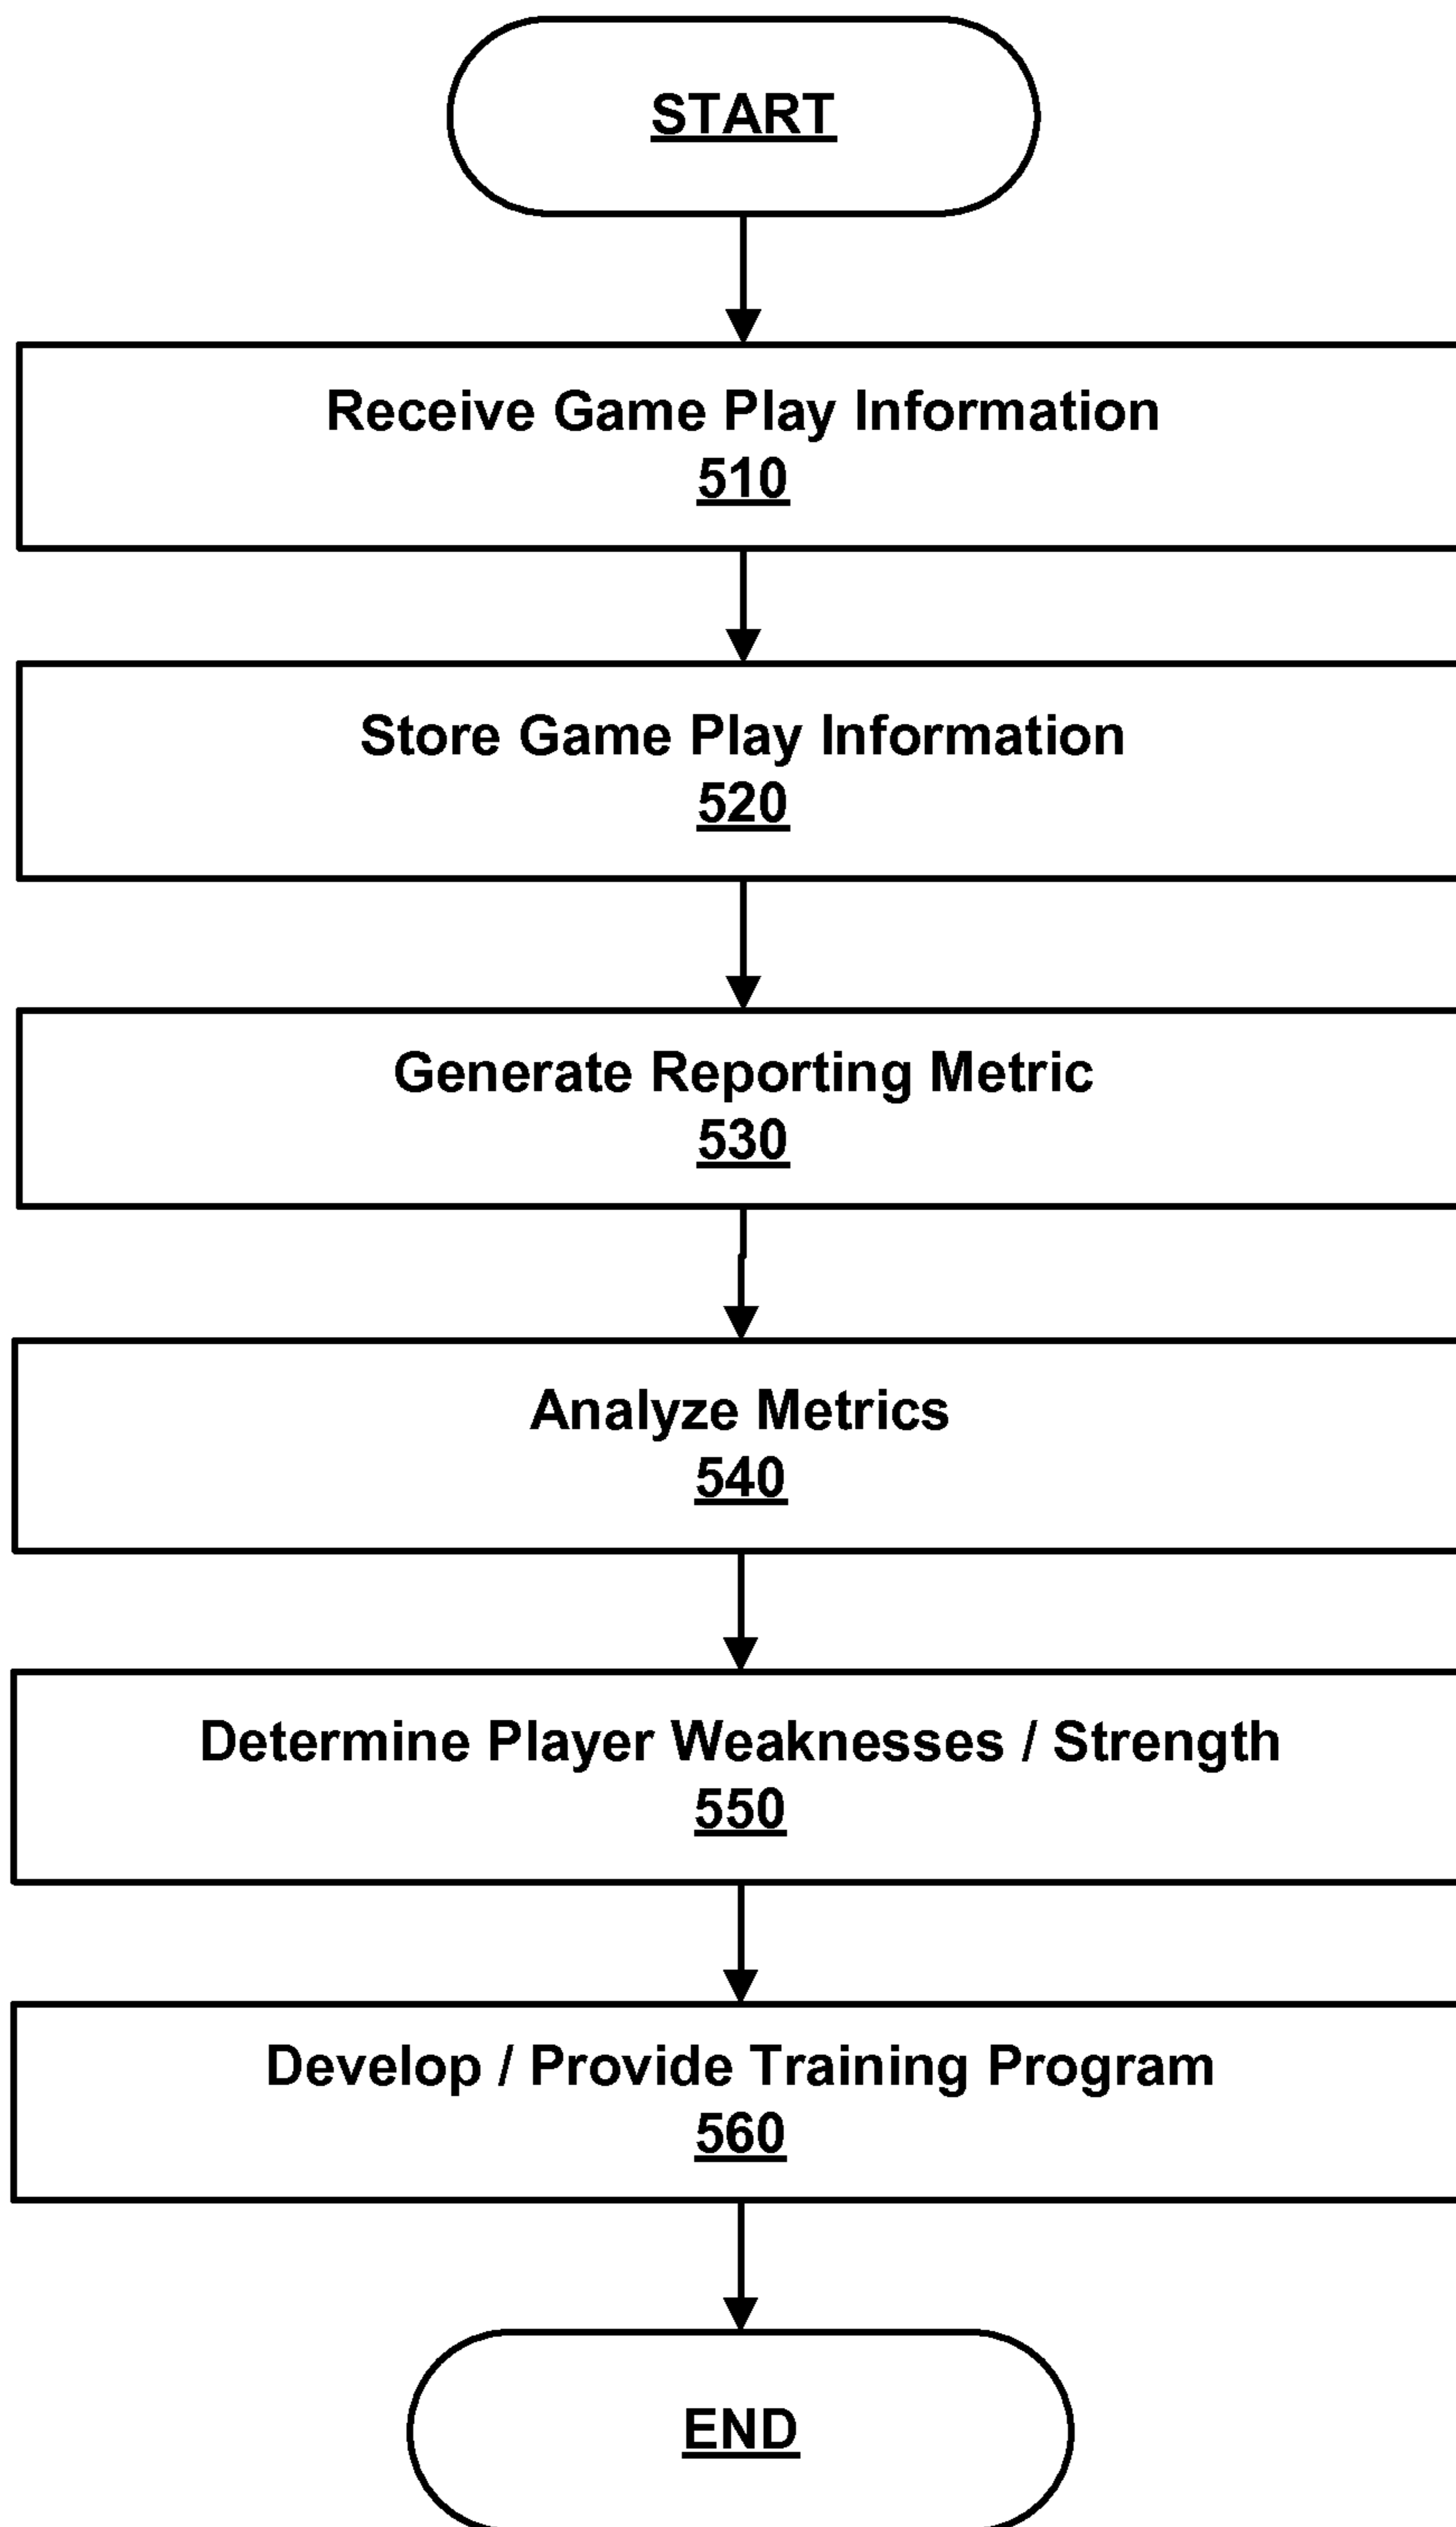 START
Receive Game Play Information
510
Store Game Play Information
520
Generate Reporting Metric
530
Analyze Metrics
540
Determine Player Weaknesses / Strength
550
Develop / Provide Training Program
560
END